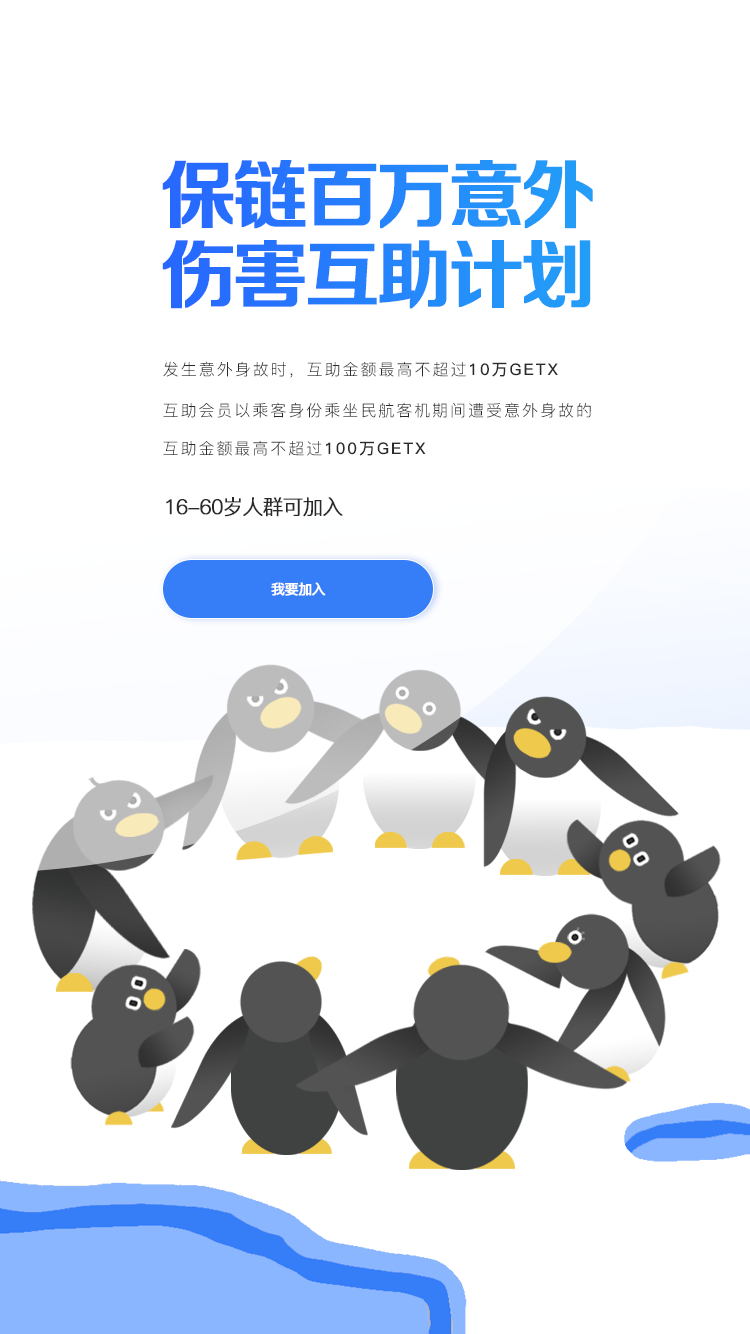 保链百万意外
伤害互助计划
发生意外身故时，互助金额最高不超过10万GETX
互助会员以乘客身份乘坐民航客机期间遭受意外身故的
互助金额最高不超过100万GETX
16–60岁人群可加入
我要加入